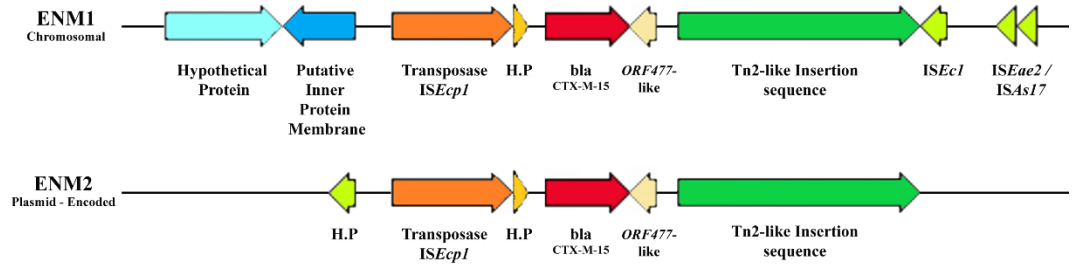 ENM1
Chromosomal
Hypothetical
Protein
Putative
Inner
Protein
Membrane
Transposase
ISEcp1
H.P
bla
CTX-M-15
ORF477-
like
Tn2-like Insertion
sequence
ISEc1
ISEae2 /
ISAs17
ENM2
Plasmid - Encoded
H.P
Transposase
ISEcp1
H.P
bla
CTX-M-15
ORF477-
like
Tn2-like Insertion
sequence